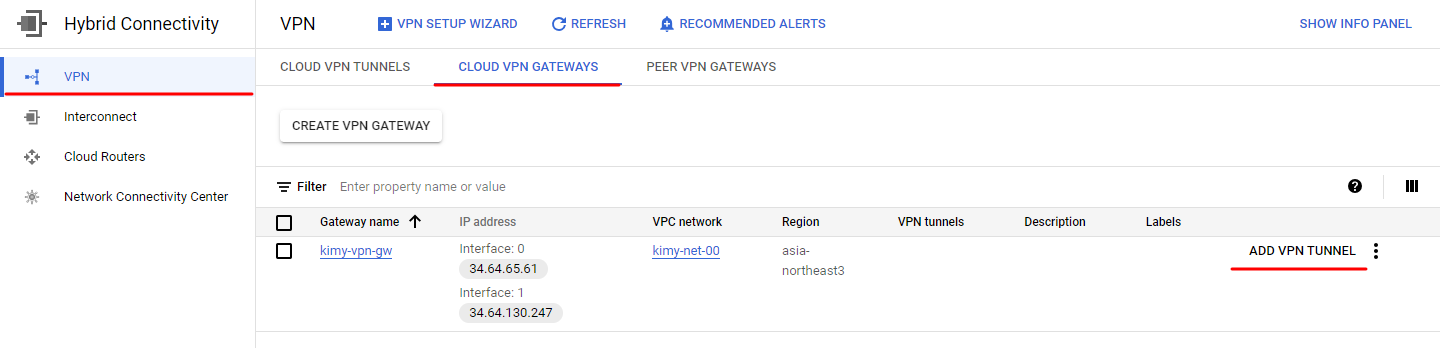 Hybrid Connectivity
VPN
Interconnect
Cloud Routers
Network Connectivity Center
VPN VPN SETUP WIZARD REFRESH RECOMMENDED ALERTS SHOW INFO PANEL
CLOUD VPN TUNNELS CLOUD VPN GATEWAYS PEER VPN GATEWAYS
CREATE VPN GATEWAY
Filter Enter property name or value
Gateway name IP address VPC network Region VPN tunnels Description Labels
kimy-vpn-gw Interface: 0 kimy-net-00 asia- ADD VPN TUNNEL
34.64.65.61 northeast3
Interface: 1
34.64.130.247